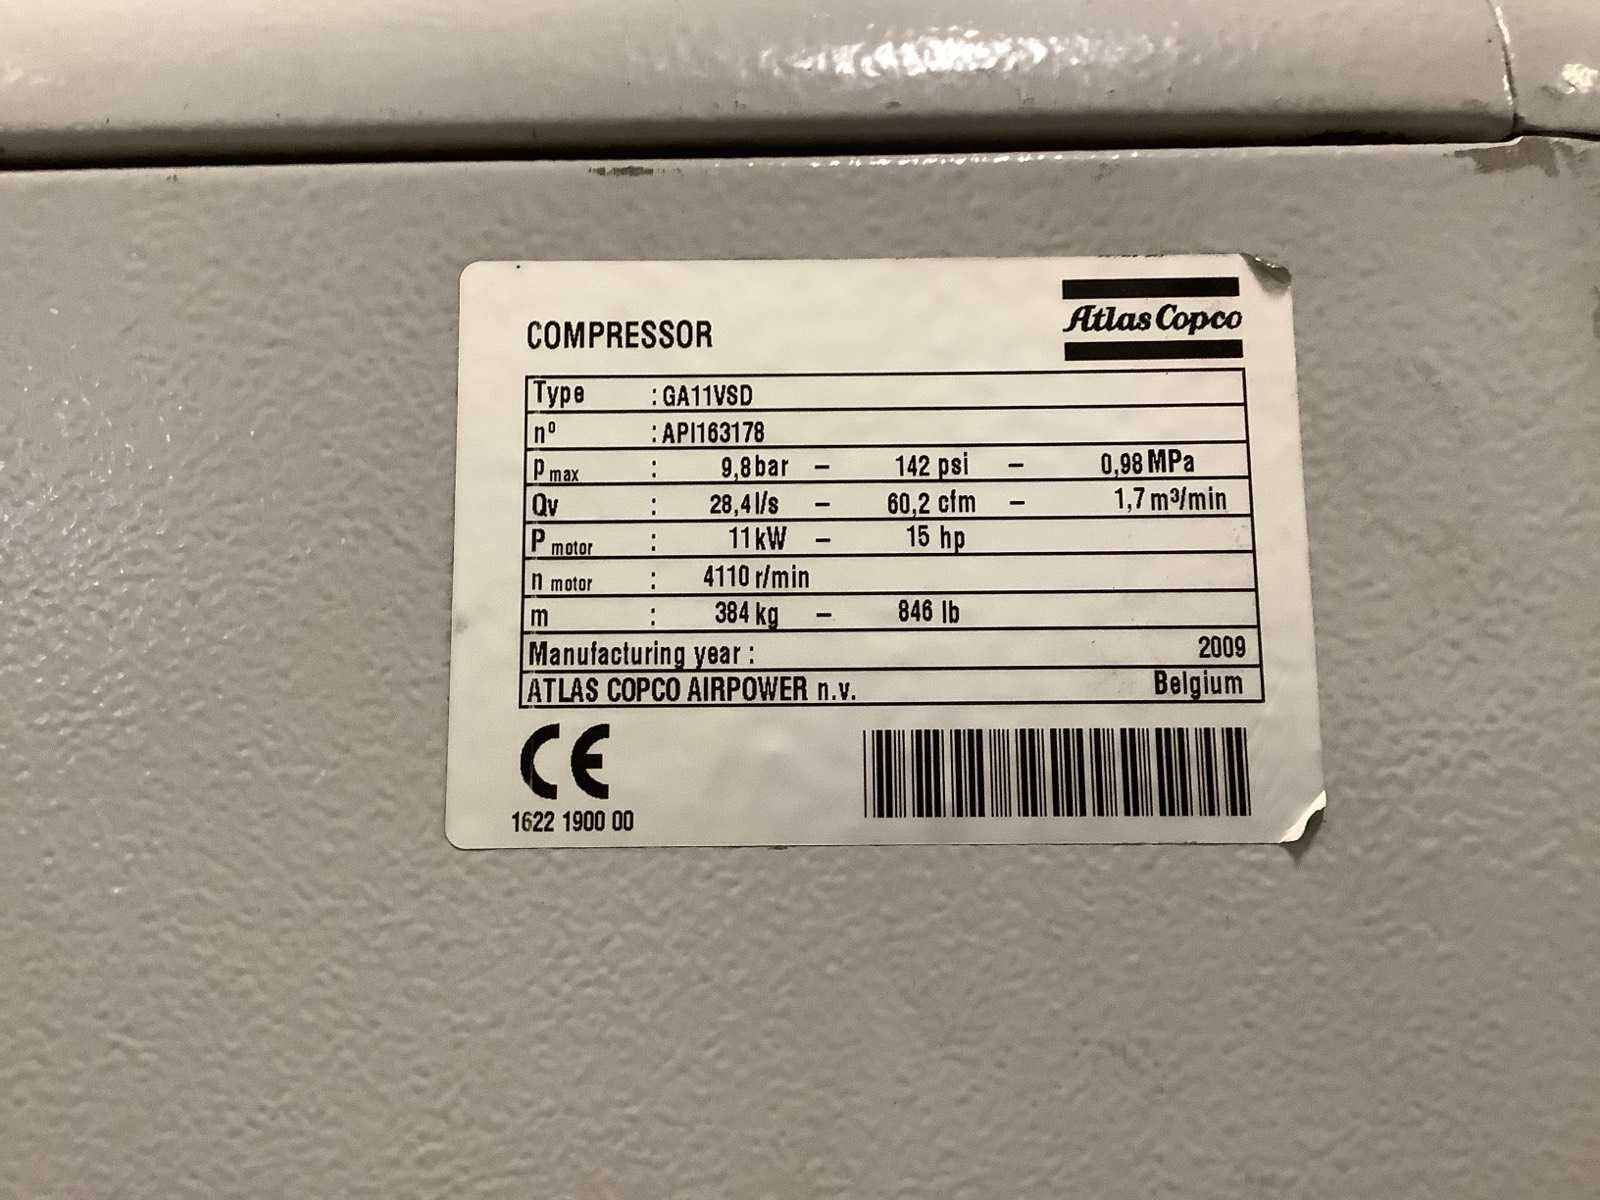 Atlas Copco
COMPRESSOR
Type : GA11VSD
nº : API163178
p max : 9,8 bar – 142 psi – 0,98 MPa
Qv : 28,4 l/s – 60,2 cfm – 1,7 m³/min
P motor : 11 kW – 15 hp
n motor : 4110 r/min
m : 384 kg – 846 lb
Manufacturing year : 2009
ATLAS COPCO AIRPOWER n.v. Belgium
CE
1622 1900 00